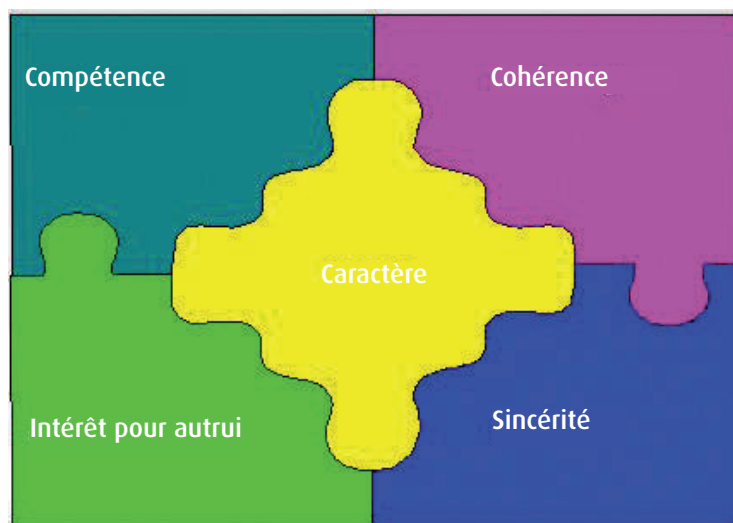 Compétence
Cohérence
Caractère
Intérêt pour autrui
Sincérité